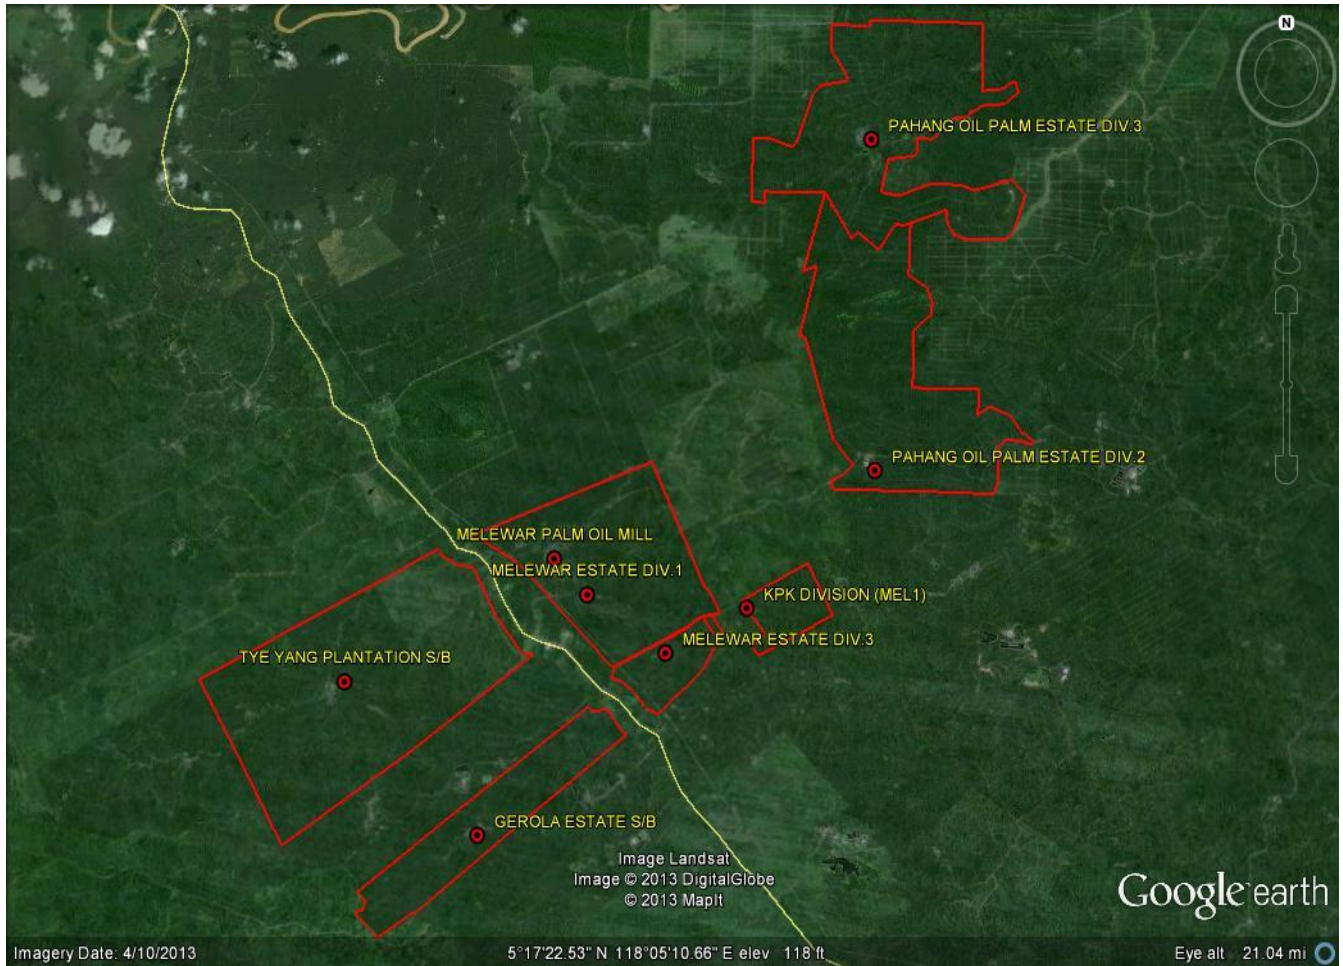 N
PAHANG OIL PALM ESTATE DIV.3
PAHANG OIL PALM ESTATE DIV.2
MELEWAR PALM OIL MILL
MELEWAR ESTATE DIV.1
KPK DIVISION (MEL1)
MELEWAR ESTATE DIV.3
TYE YANG PLANTATION S/B
GEROLA ESTATE S/B
Image Landsat
Image © 2013 DigitalGlobe
© 2013 MapIt
Google earth
Imagery Date: 4/10/2013
5°17'22.53" N 118°05'10.66" E elev 118 ft
Eye alt 21.04 mi